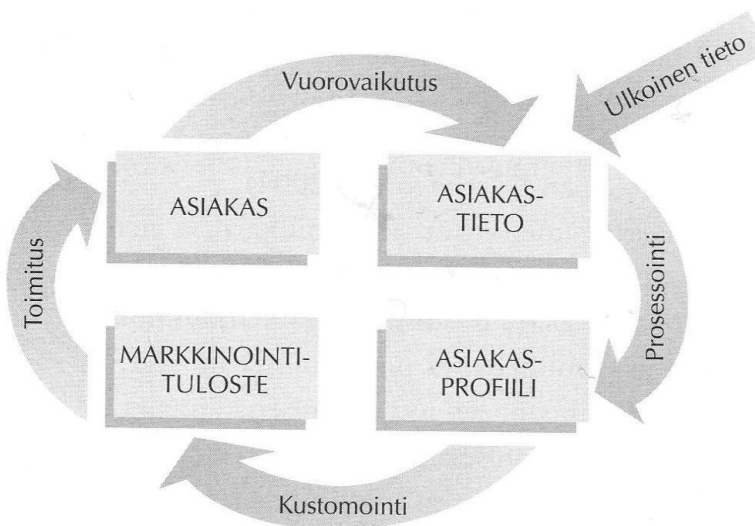 Vuorovaikutus
Ulkoinen tieto
ASIAKAS
ASIAKAS-
TIETO
Toimitus
Prosessointi
MARKKINOINTI-
TULOSTE
ASIAKAS-
PROFIILI
Kustomointi